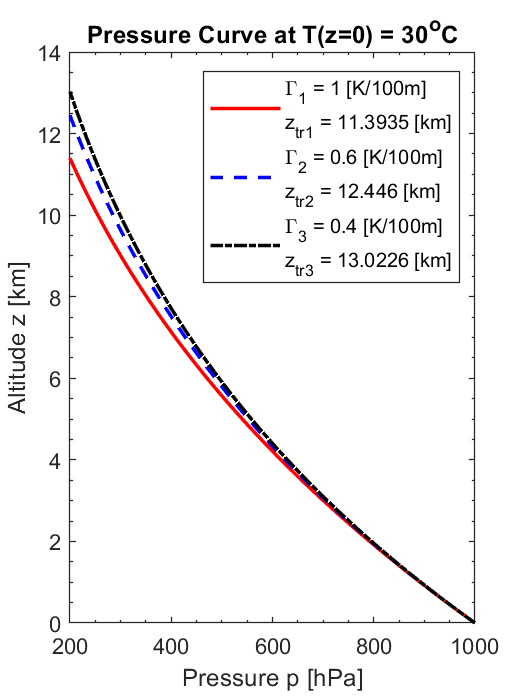 Pressure Curve at T(z=0) = 30°C
14
12
10
8
6
4
2
0
Altitude z [km]
Γ1 = 1 [K/100m]
ztr1 = 11.3935 [km]
Γ2 = 0.6 [K/100m]
ztr2 = 12.446 [km]
Γ3 = 0.4 [K/100m]
ztr3 = 13.0226 [km]
200 400 600 800 1000
Pressure p [hPa]